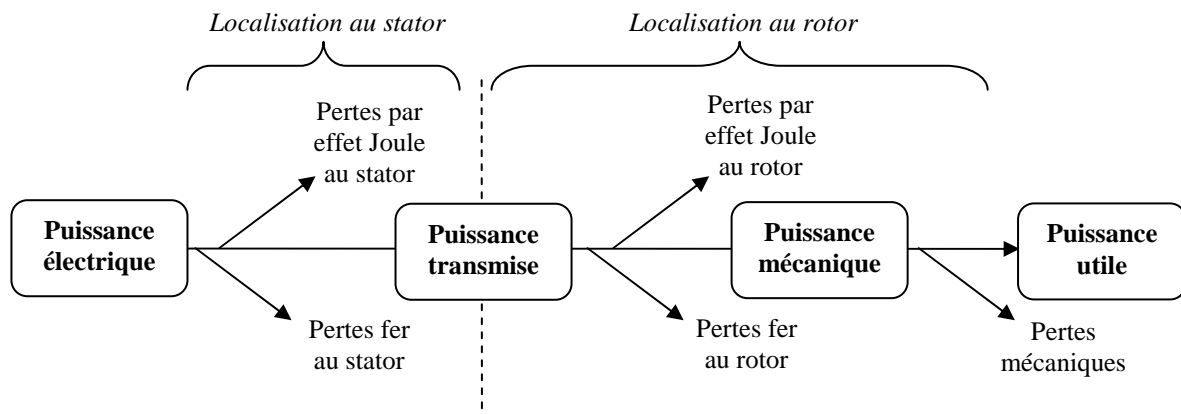 Localisation au stator
Localisation au rotor
Pertes par
effet Joule
au stator
Pertes par
effet Joule
au rotor
Puissance
électrique
Puissance
transmise
Puissance
mécanique
Puissance
utile
Pertes fer
au stator
Pertes fer
au rotor
Pertes
mécaniques